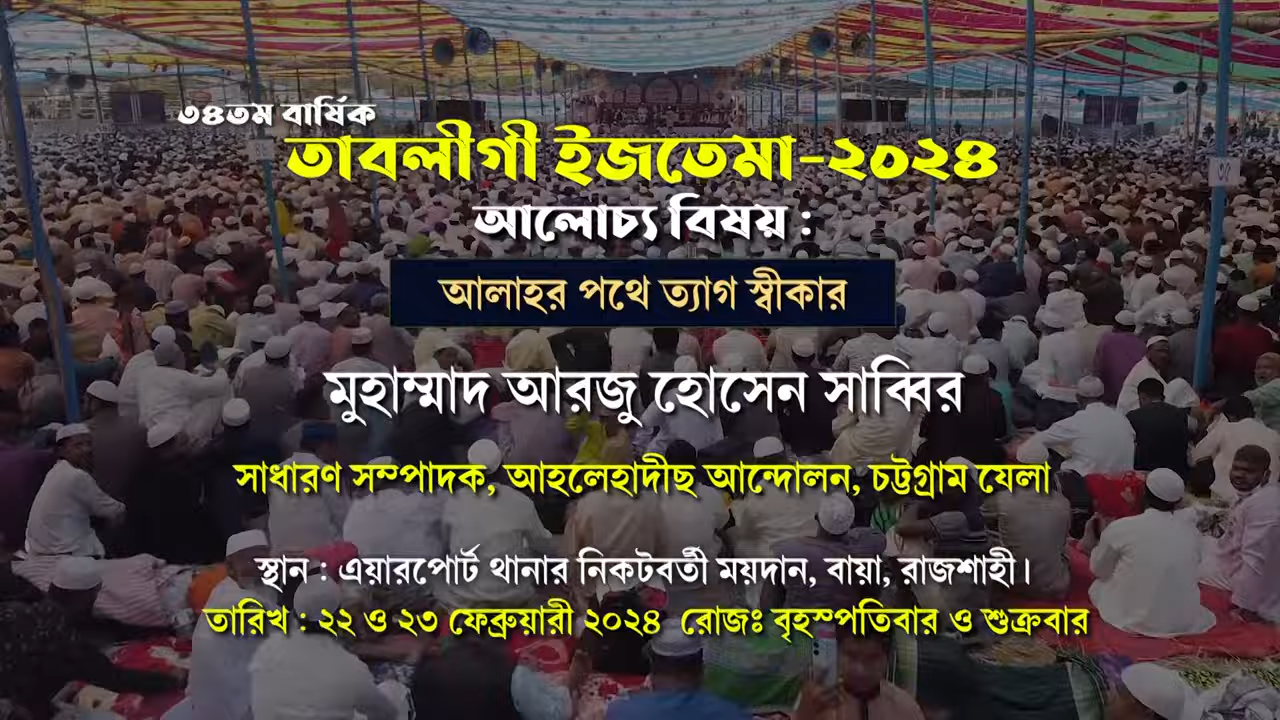 ৩৪তম বার্ষিক
তাবলীগী ইজতেমা-২০২৪
আলোচ্য বিষয় :
আলাহর পথে ত্যাগ স্বীকার
মুহাম্মাদ আরজু হোসেন সাব্বির
সাধারণ সম্পাদক, আহলেহাদীছ আন্দোলন, চট্টগ্রাম যেলা
স্থান : এয়ারপোর্ট থানার নিকটবর্তী ময়দান, বায়া, রাজশাহী।
তারিখ : ২২ ও ২৩ ফেব্রুয়ারী ২০২৪ রোজঃ বৃহস্পতিবার ও শুক্রবার